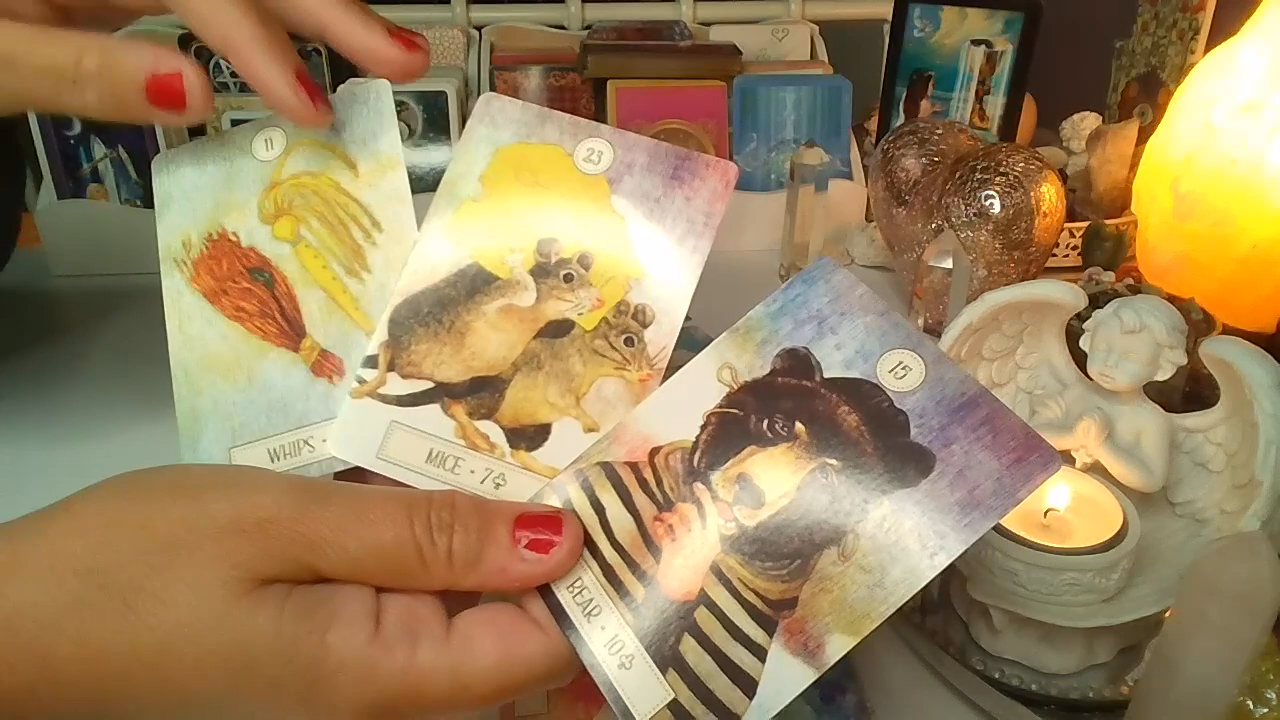 11
WHIPS ·
23
MICE · 7♣
15
BEAR · 10♣